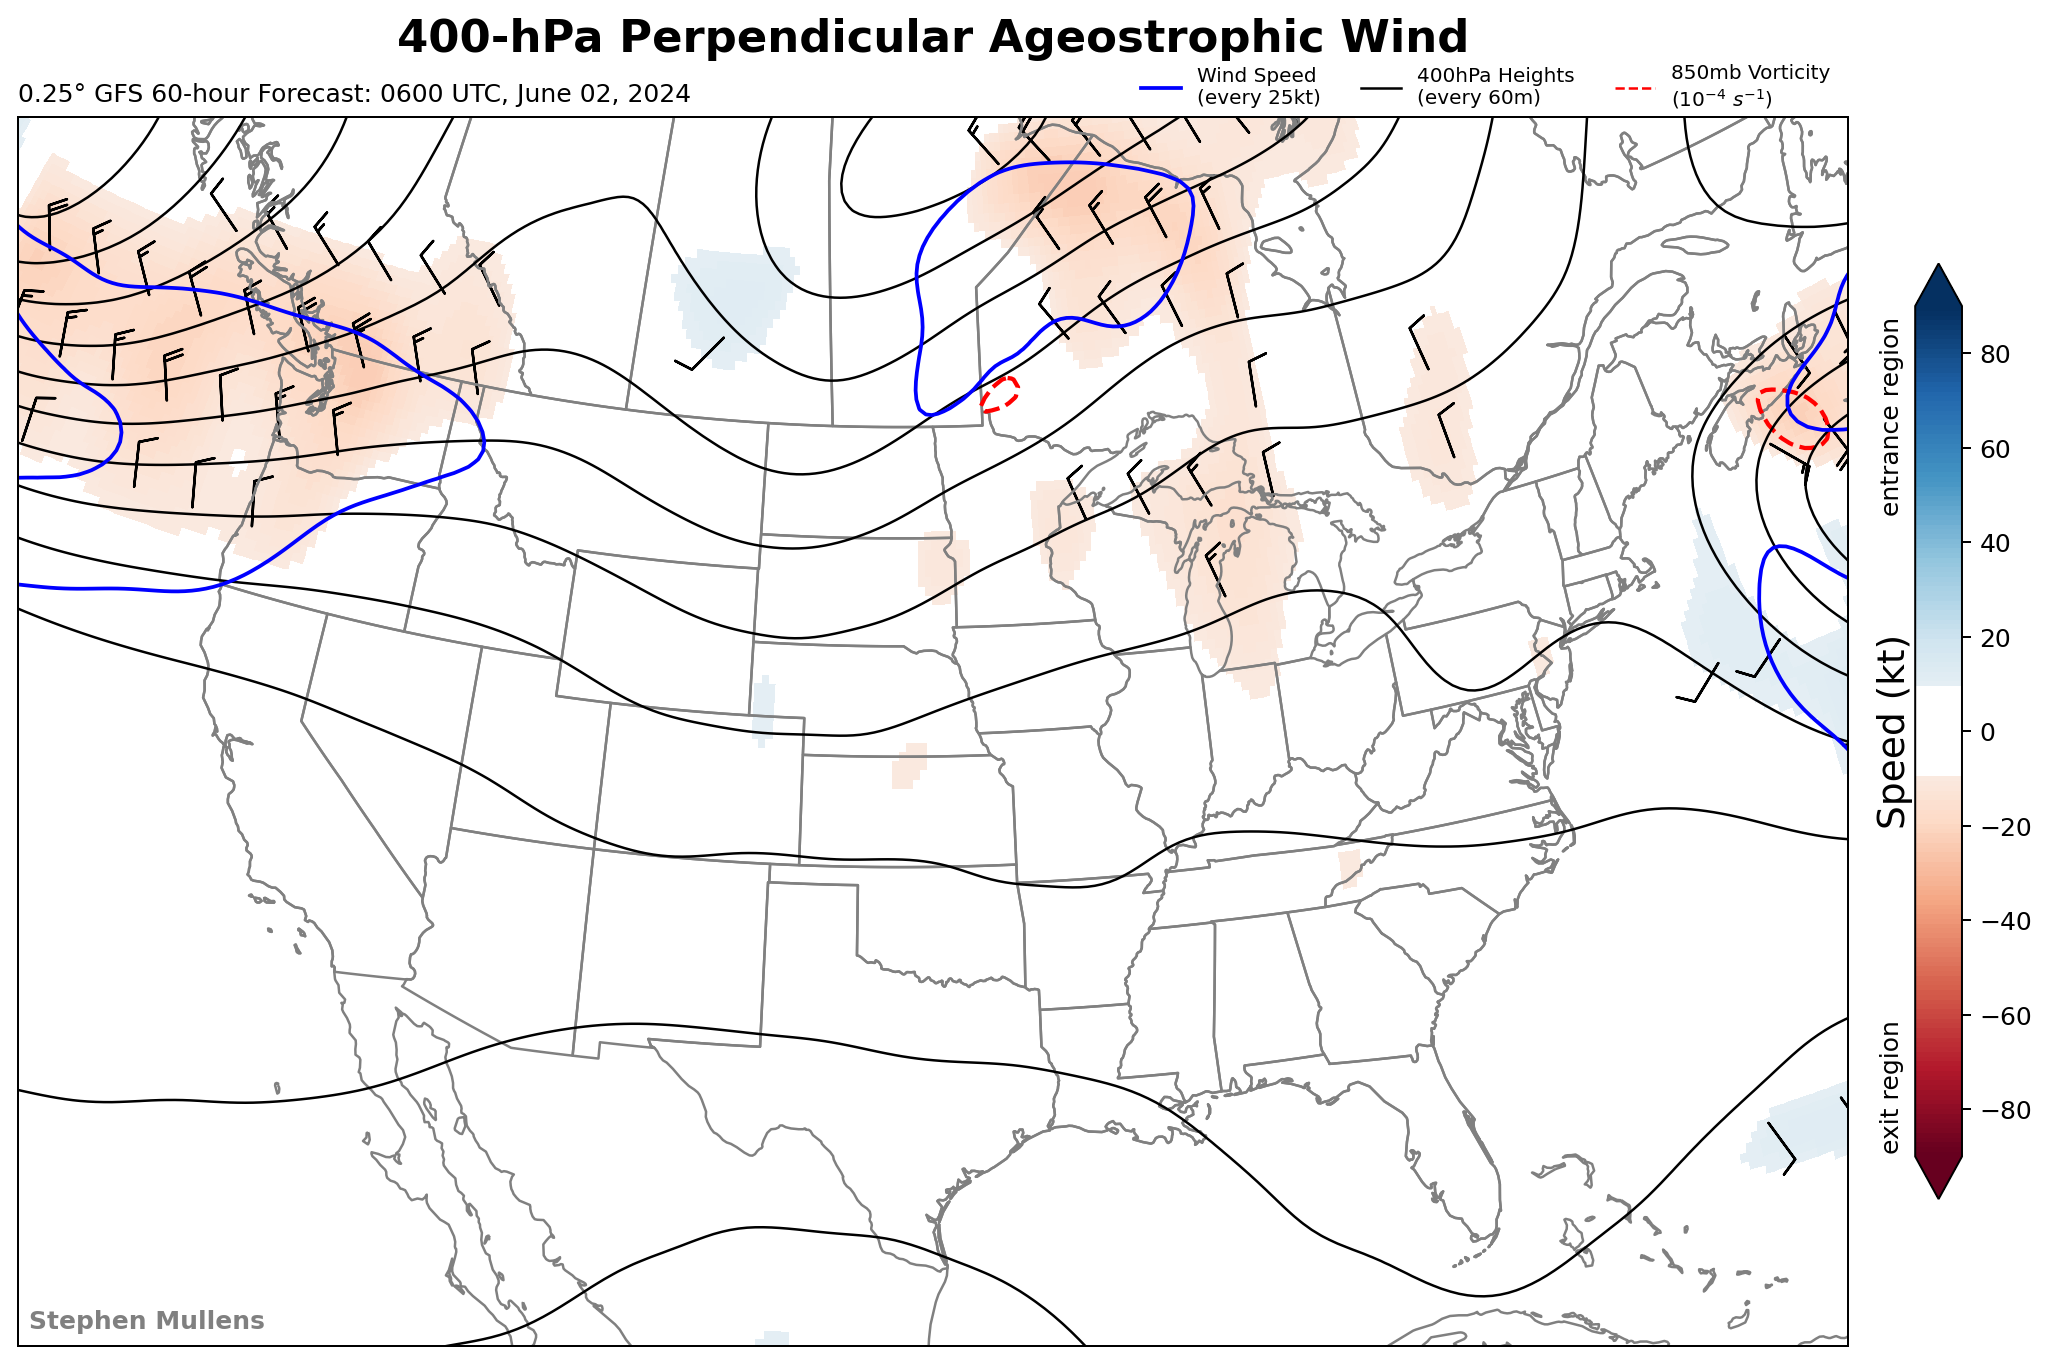 400-hPa Perpendicular Ageostrophic Wind
0.25° GFS 60-hour Forecast: 0600 UTC, June 02, 2024
Wind Speed
(every 25kt)
400hPa Heights
(every 60m)
850mb Vorticity
(10⁻⁴ s⁻¹)
entrance region
Speed (kt)
exit region
80
60
40
20
0
−20
−40
−60
−80
Stephen Mullens